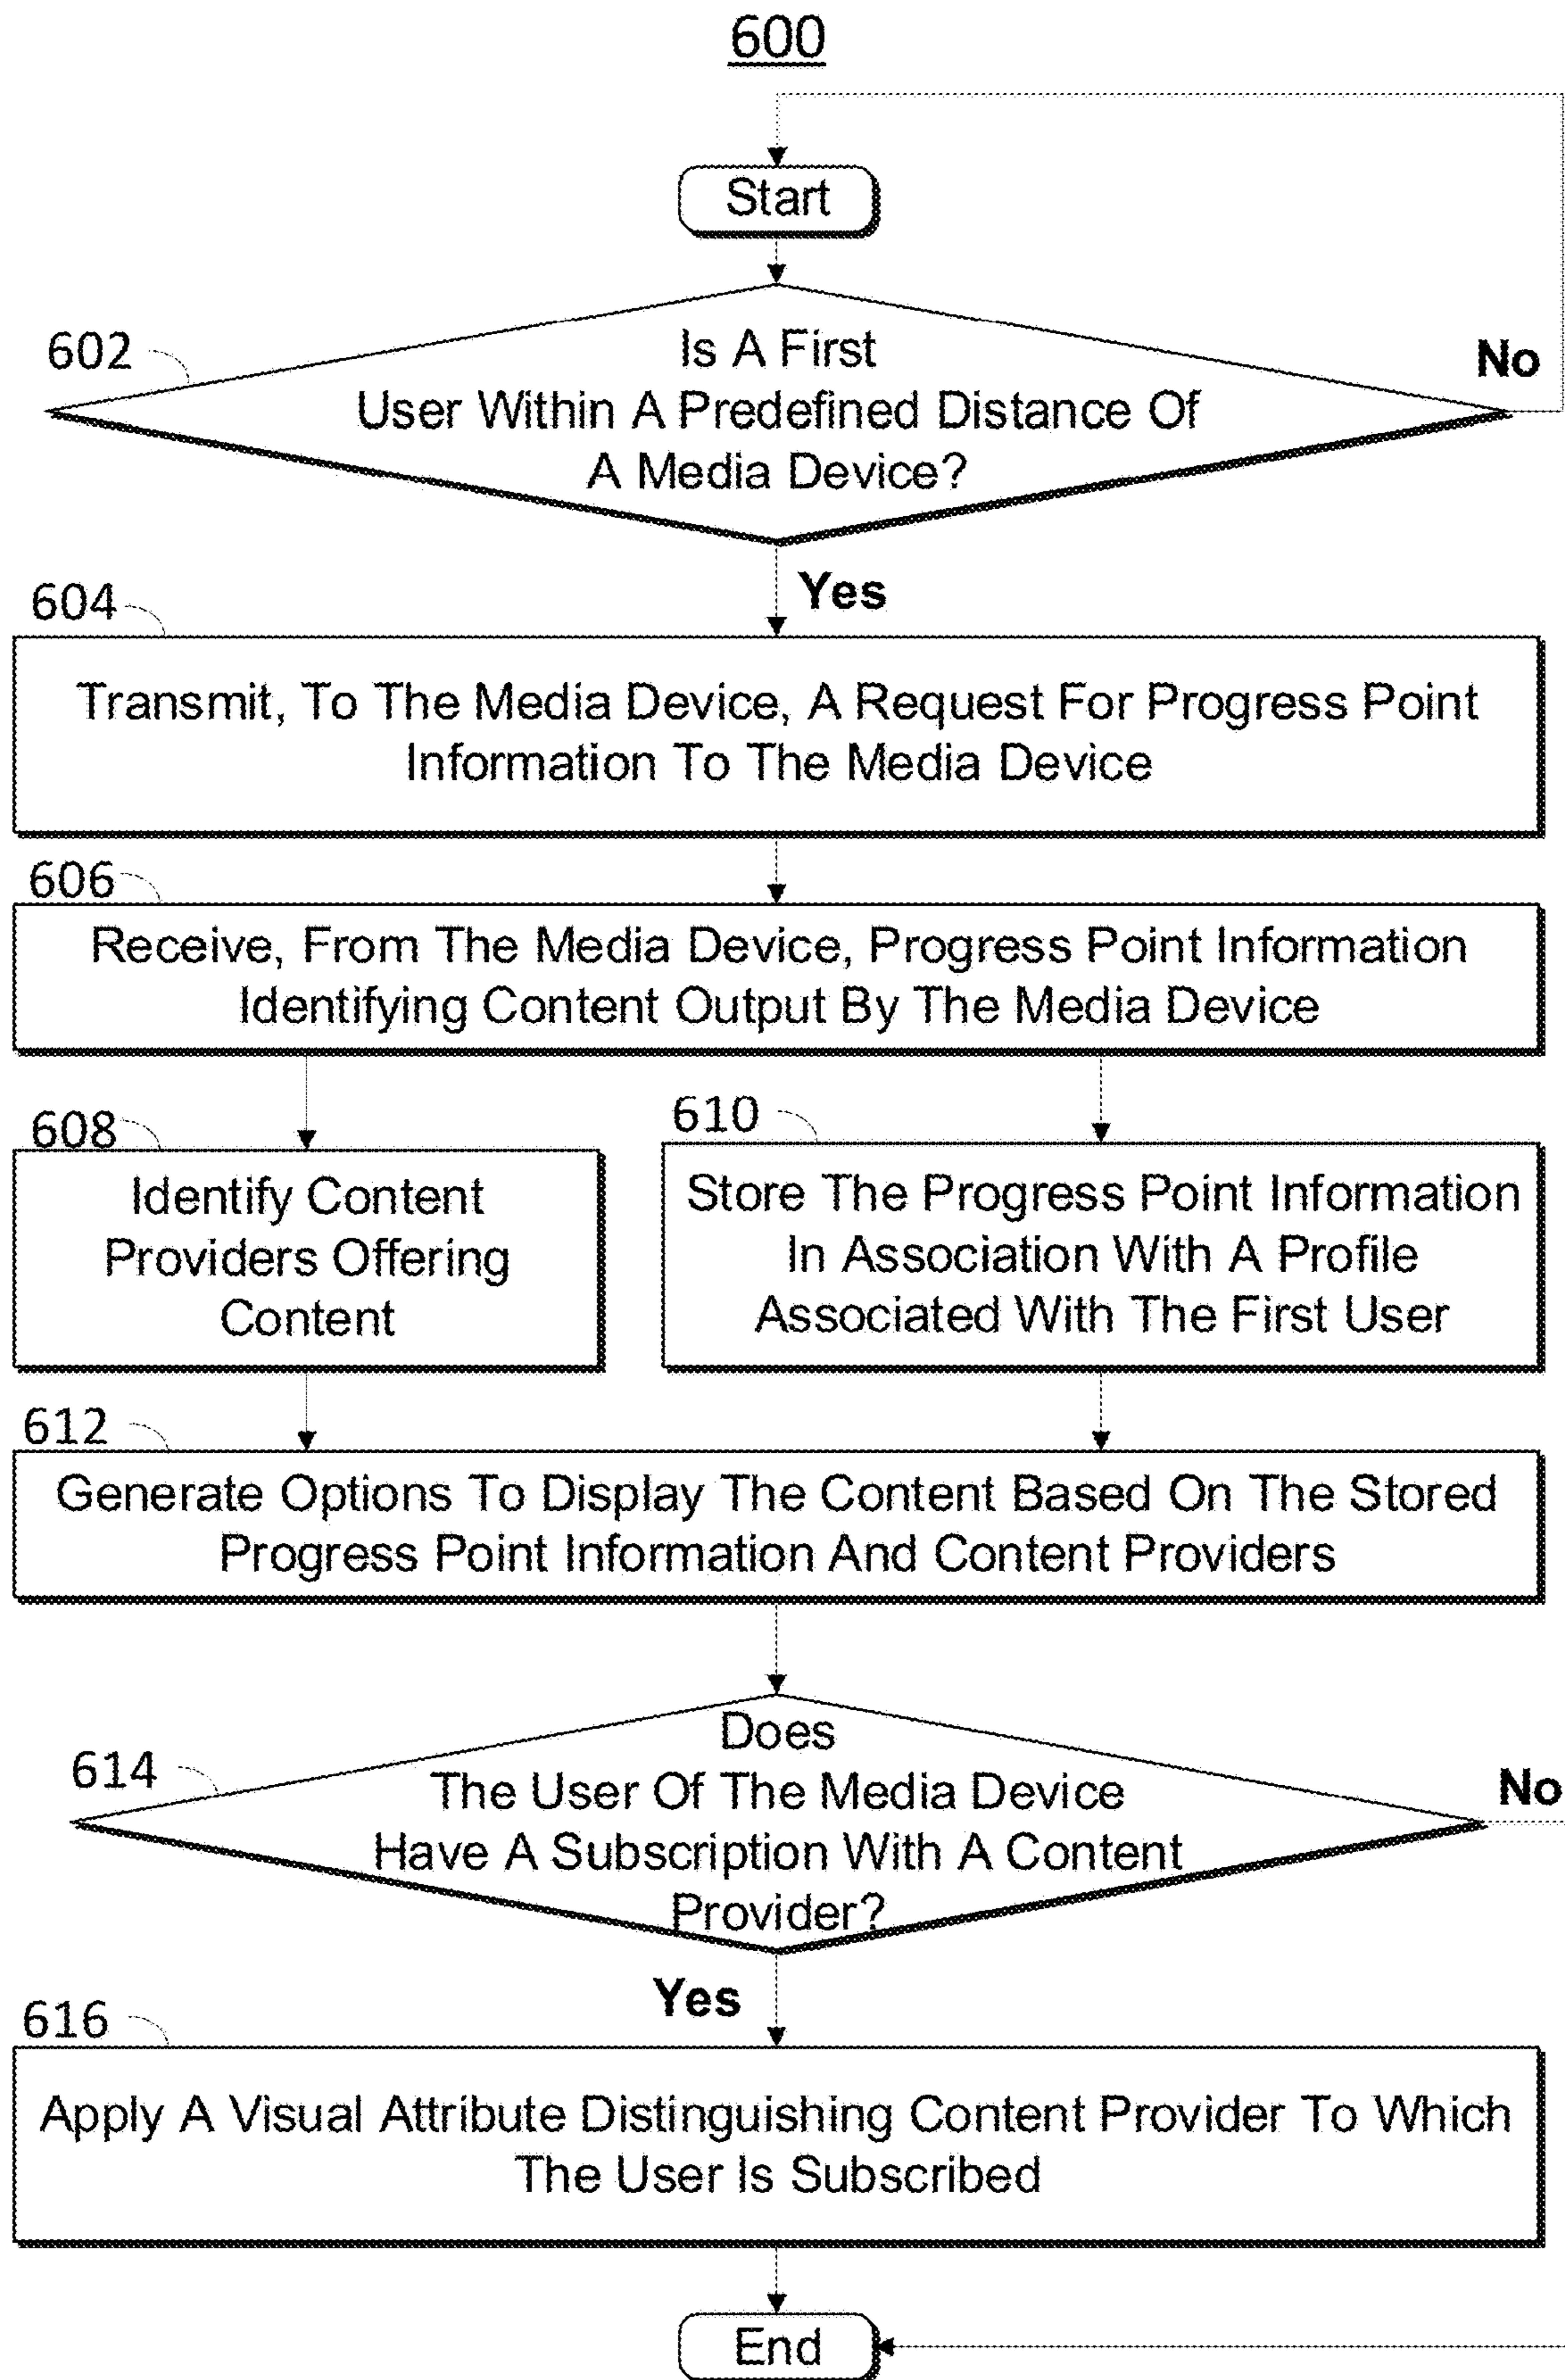 600
Start
602
Is A First
User Within A Predefined Distance Of
A Media Device?
No
Yes
604
Transmit, To The Media Device, A Request For Progress Point
Information To The Media Device
606
Receive, From The Media Device, Progress Point Information
Identifying Content Output By The Media Device
608
Identify Content
Providers Offering
Content
610
Store The Progress Point Information
In Association With A Profile
Associated With The First User
612
Generate Options To Display The Content Based On The Stored
Progress Point Information And Content Providers
614
Does
The User Of The Media Device
Have A Subscription With A Content
Provider?
No
Yes
616
Apply A Visual Attribute Distinguishing Content Provider To Which
The User Is Subscribed
End